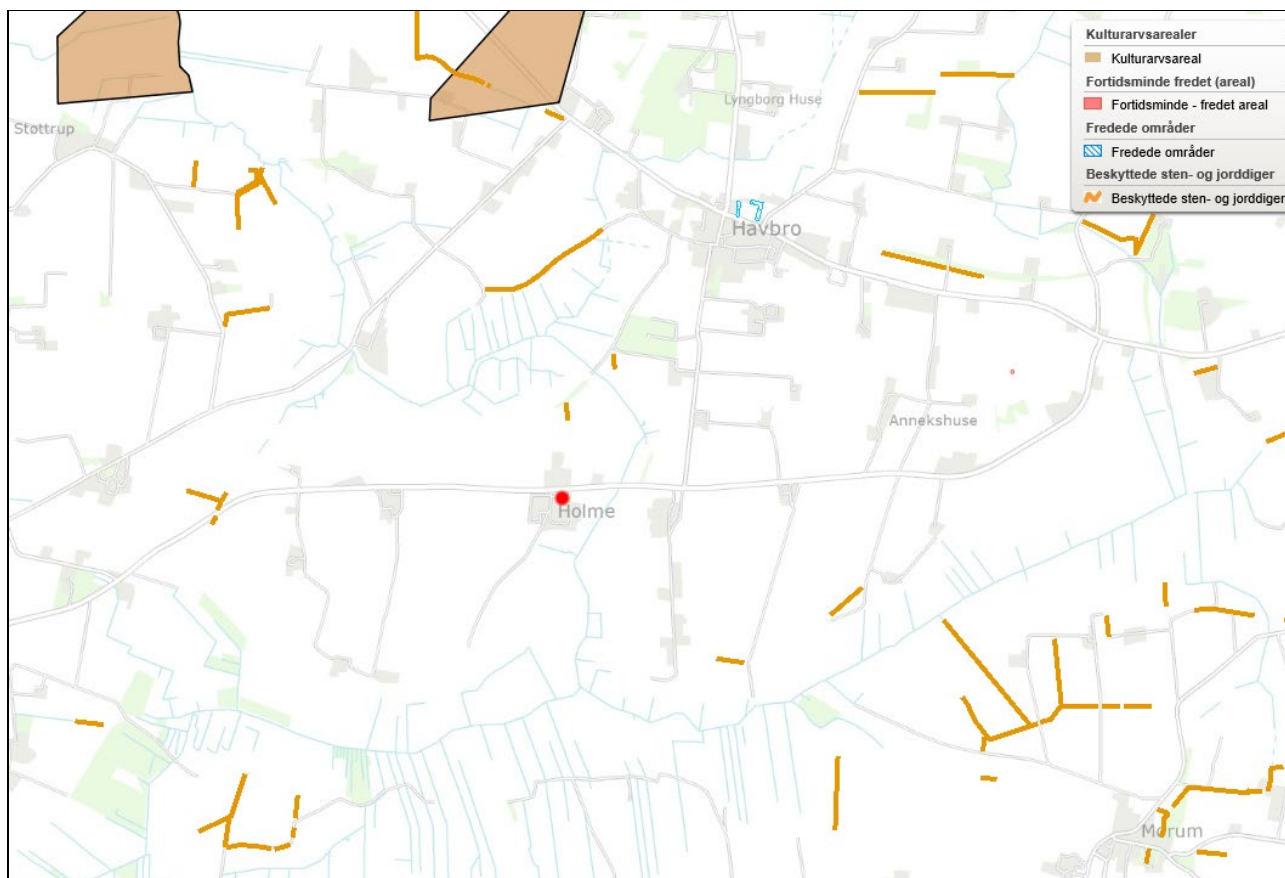 Kulturarvsarealer
Kulturarvsareal
Fortidsminde fredet (areal)
Fortidsminde - fredet areal
Fredede områder
Fredede områder
Beskyttede sten- og jorddiger
Beskyttede sten- og jorddiger
Lyngborg Huse
Støttrup
Havbro
Annekshuse
Holme
Morum